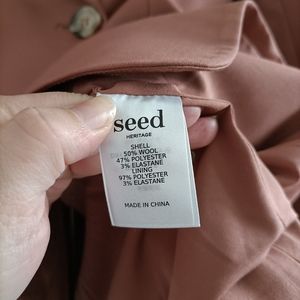 seed
HERITAGE
SHELL
50% WOOL
47% POLYESTER
3% ELASTANE
LINING
97% POLYESTER
3% ELASTANE
MADE IN CHINA